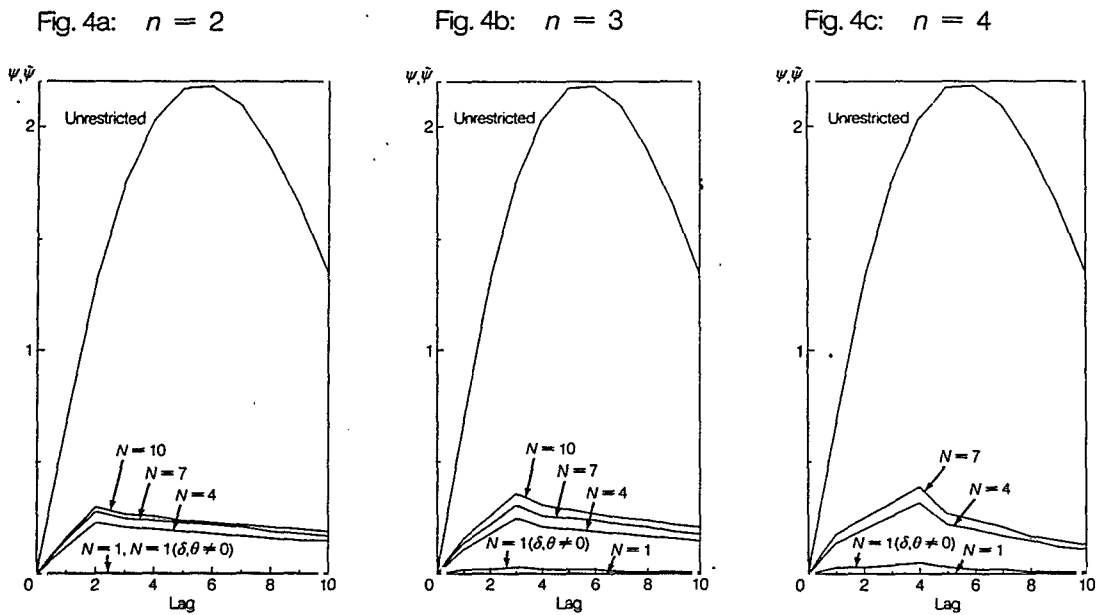 Fig. 4a: n = 2
ψ, ψ̃
Unrestricted
2
1
N = 10
N = 7
N = 4
N = 1, N = 1(δ,θ ≠ 0)
0
0 2 4 6 8 10
Lag
Fig. 4b: n = 3
ψ, ψ̃
Unrestricted
2
1
N = 10
N = 7
N = 4
N = 1(δ,θ ≠ 0)
N = 1
0 2 4 6 8 10
Lag
Fig. 4c: n = 4
ψ, ψ̃
Unrestricted
2
1
N = 7
N = 4
N = 1(δ,θ ≠ 0)
N = 1
0 2 4 6 8 10
Lag